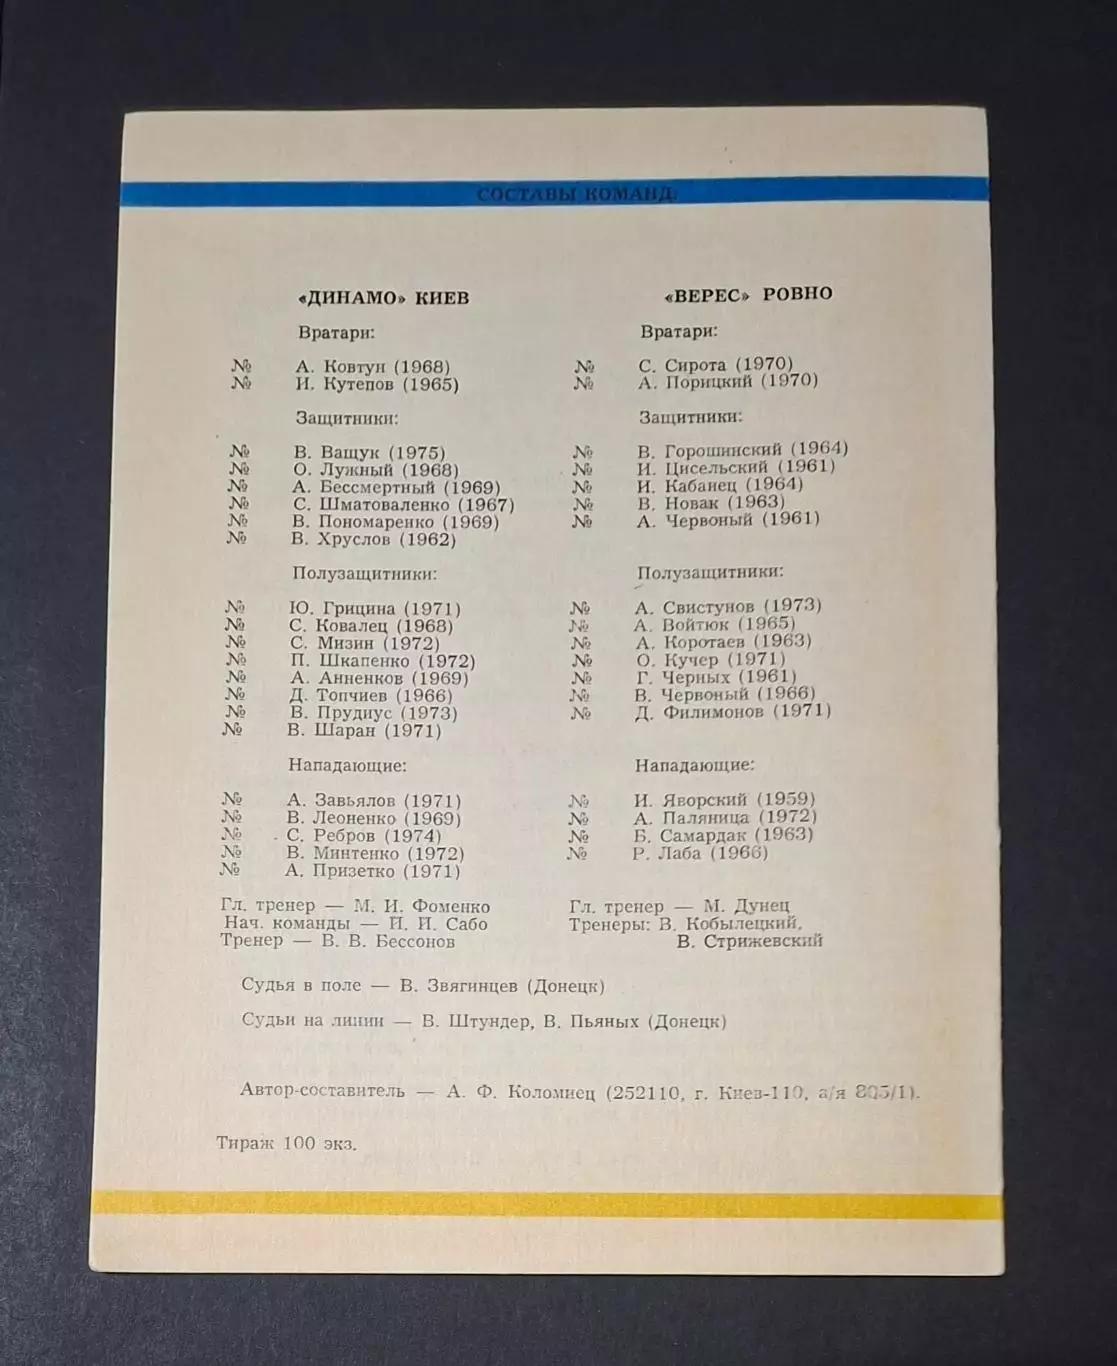 СОСТАВЫ КОМАНД:
«ДИНАМО» КИЕВ
Вратари:
№ А. Ковтун (1968)
№ И. Кутепов (1965)
Защитники:
№ В. Ващук (1975)
№ О. Лужный (1968)
№ А. Бессмертный (1969)
№ С. Шматоваленко (1967)
№ В. Пономаренко (1969)
№ В. Хруслов (1962)
Полузащитники:
№ Ю. Грицина (1971)
№ С. Ковалец (1968)
№ С. Мизин (1972)
№ П. Шкапенко (1972)
№ А. Анненков (1969)
№ Д. Топчиев (1966)
№ В. Прудиус (1973)
№ В. Шаран (1971)
Нападающие:
№ А. Завьялов (1971)
№ В. Леоненко (1969)
№ С. Ребров (1974)
№ В. Минтенко (1972)
№ А. Призетко (1971)
Гл. тренер — М. И. Фоменко
Нач. команды — Й. Й. Сабо
Тренер — В. В. Бессонов
«ВЕРЕС» РОВНО
Вратари:
№ С. Сирота (1970)
№ А. Порицкий (1970)
Защитники:
№ В. Горошинский (1964)
№ И. Цисельский (1961)
№ И. Кабанец (1964)
№ В. Новак (1963)
№ А. Червоный (1961)
Полузащитники:
№ А. Свистунов (1973)
№ А. Войтюк (1965)
№ А. Коротаев (1963)
№ О. Кучер (1971)
№ Г. Черных (1961)
№ В. Червоный (1966)
№ Д. Филимонов (1971)
Нападающие:
№ И. Яворский (1959)
№ А. Паляница (1972)
№ Б. Самардак (1963)
№ Р. Лаба (1966)
Гл. тренер — М. Дунец
Тренеры: В. Кобылецкий,
В. Стрижевский
Судья в поле — В. Звягинцев (Донецк)
Судьи на линии — В. Штундер, В. Пьяных (Донецк)
Автор-составитель — А. Ф. Коломиец (252110, г. Киев-110, а/я 805/1).
Тираж 100 экз.